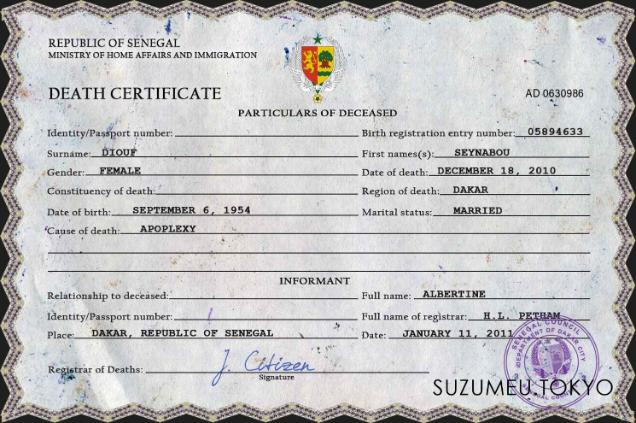 REPUBLIC OF SENEGAL
MINISTRY OF HOME AFFAIRS AND IMMIGRATION
DEATH CERTIFICATE
AD 0630986
PARTICULARS OF DECEASED
Identity/Passport number: Birth registration entry number: 05894633
Surname: DIOUF First names(s): SEYNABOU
Gender: FEMALE Date of death: DECEMBER 18, 2010
Constituency of death: Region of death: DAKAR
Date of birth: SEPTEMBER 6, 1954 Marital status: MARRIED
Cause of death: APOPLEXY
INFORMANT
Relationship to deceased: Full name: ALBERTINE
Identity/Passport number: Full name of registrar: H.L. PETHAM
Place: DAKAR, REPUBLIC OF SENEGAL Date: JANUARY 11, 2011
Registrar of Deaths: J. Citizen
Signature
SENEGAL COUNCIL
DEPARTMENT OF DAKAR CITY
SUZUMEU.TOKYO